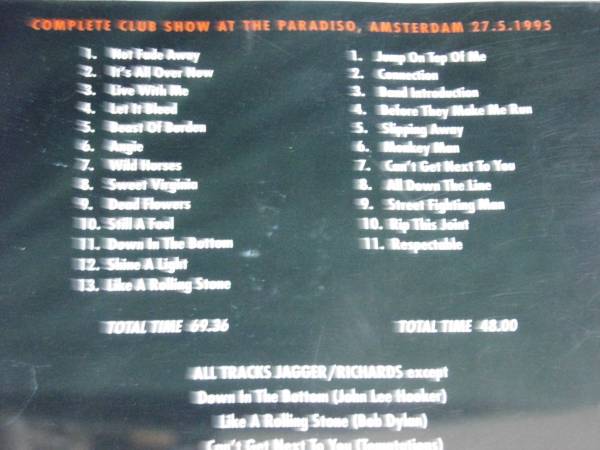 COMPLETE CLUB SHOW AT THE PARADISO, AMSTERDAM 27.5.1995
1. Not Fade Away
2. It's All Over Now
3. Live With Me
4. Let It Bleed
5. Beast Of Burden
6. Angie
7. Wild Horses
8. Sweet Virginia
9. Dead Flowers
10. Still A Fool
11. Down In The Bottom
12. Shine A Light
13. Like A Rolling Stone
TOTAL TIME 69.36
1. Jump On Top Of Me
2. Connection
3. Band Introduction
4. Before They Make Me Run
5. Slipping Away
6. Monkey Man
7. Can't Get Next To You
8. All Down The Line
9. Street Fighting Man
10. Rip This Joint
11. Respectable
TOTAL TIME 48.00
ALL TRACKS JAGGER/RICHARDS except
Down In The Bottom (John Lee Hooker)
Like A Rolling Stone (Bob Dylan)
Can't Get Next To You (Temptations)